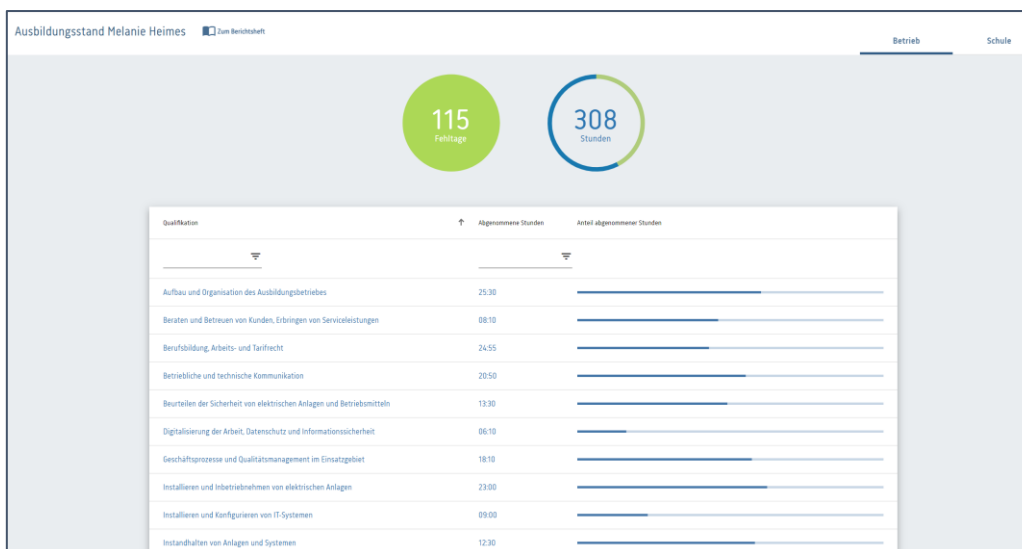 Ausbildungsstand Melanie Heimes Zum Berichtsheft
Betrieb Schule
115
Fehltage
308
Stunden
Qualifikation Abgenommene Stunden Anteil abgenommener Stunden
Aufbau und Organisation des Ausbildungsbetriebes 25:30
Beraten und Betreuen von Kunden, Erbringen von Serviceleistungen 08:10
Berufsbildung, Arbeits- und Tarifrecht 24:55
Betriebliche und technische Kommunikation 20:50
Beurteilen der Sicherheit von elektrischen Anlagen und Betriebsmitteln 13:30
Digitalisierung der Arbeit, Datenschutz und Informationssicherheit 06:10
Geschäftsprozesse und Qualitätsmanagement im Einsatzgebiet 18:10
Installieren und Inbetriebnehmen von elektrischen Anlagen 23:00
Installieren und Konfigurieren von IT-Systemen 09:00
Instandhalten von Anlagen und Systemen 12:30